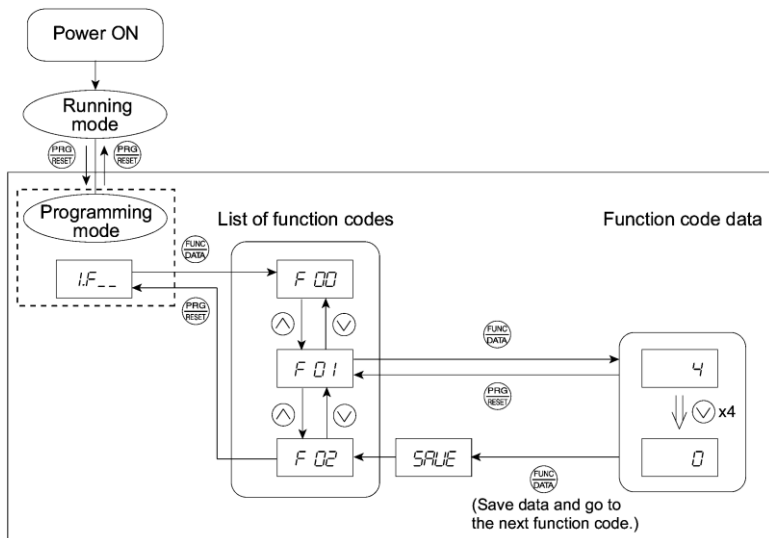 Power ON
Running
mode
PRG
RESET
PRG
RESET
Programming
mode
List of function codes
Function code data
FUNC
DATA
1.F_ _
F 00
PRG
RESET
FUNC
DATA
F 01
4
PRG
RESET
x4
F 02
SAVE
0
FUNC
DATA
(Save data and go to
the next function code.)